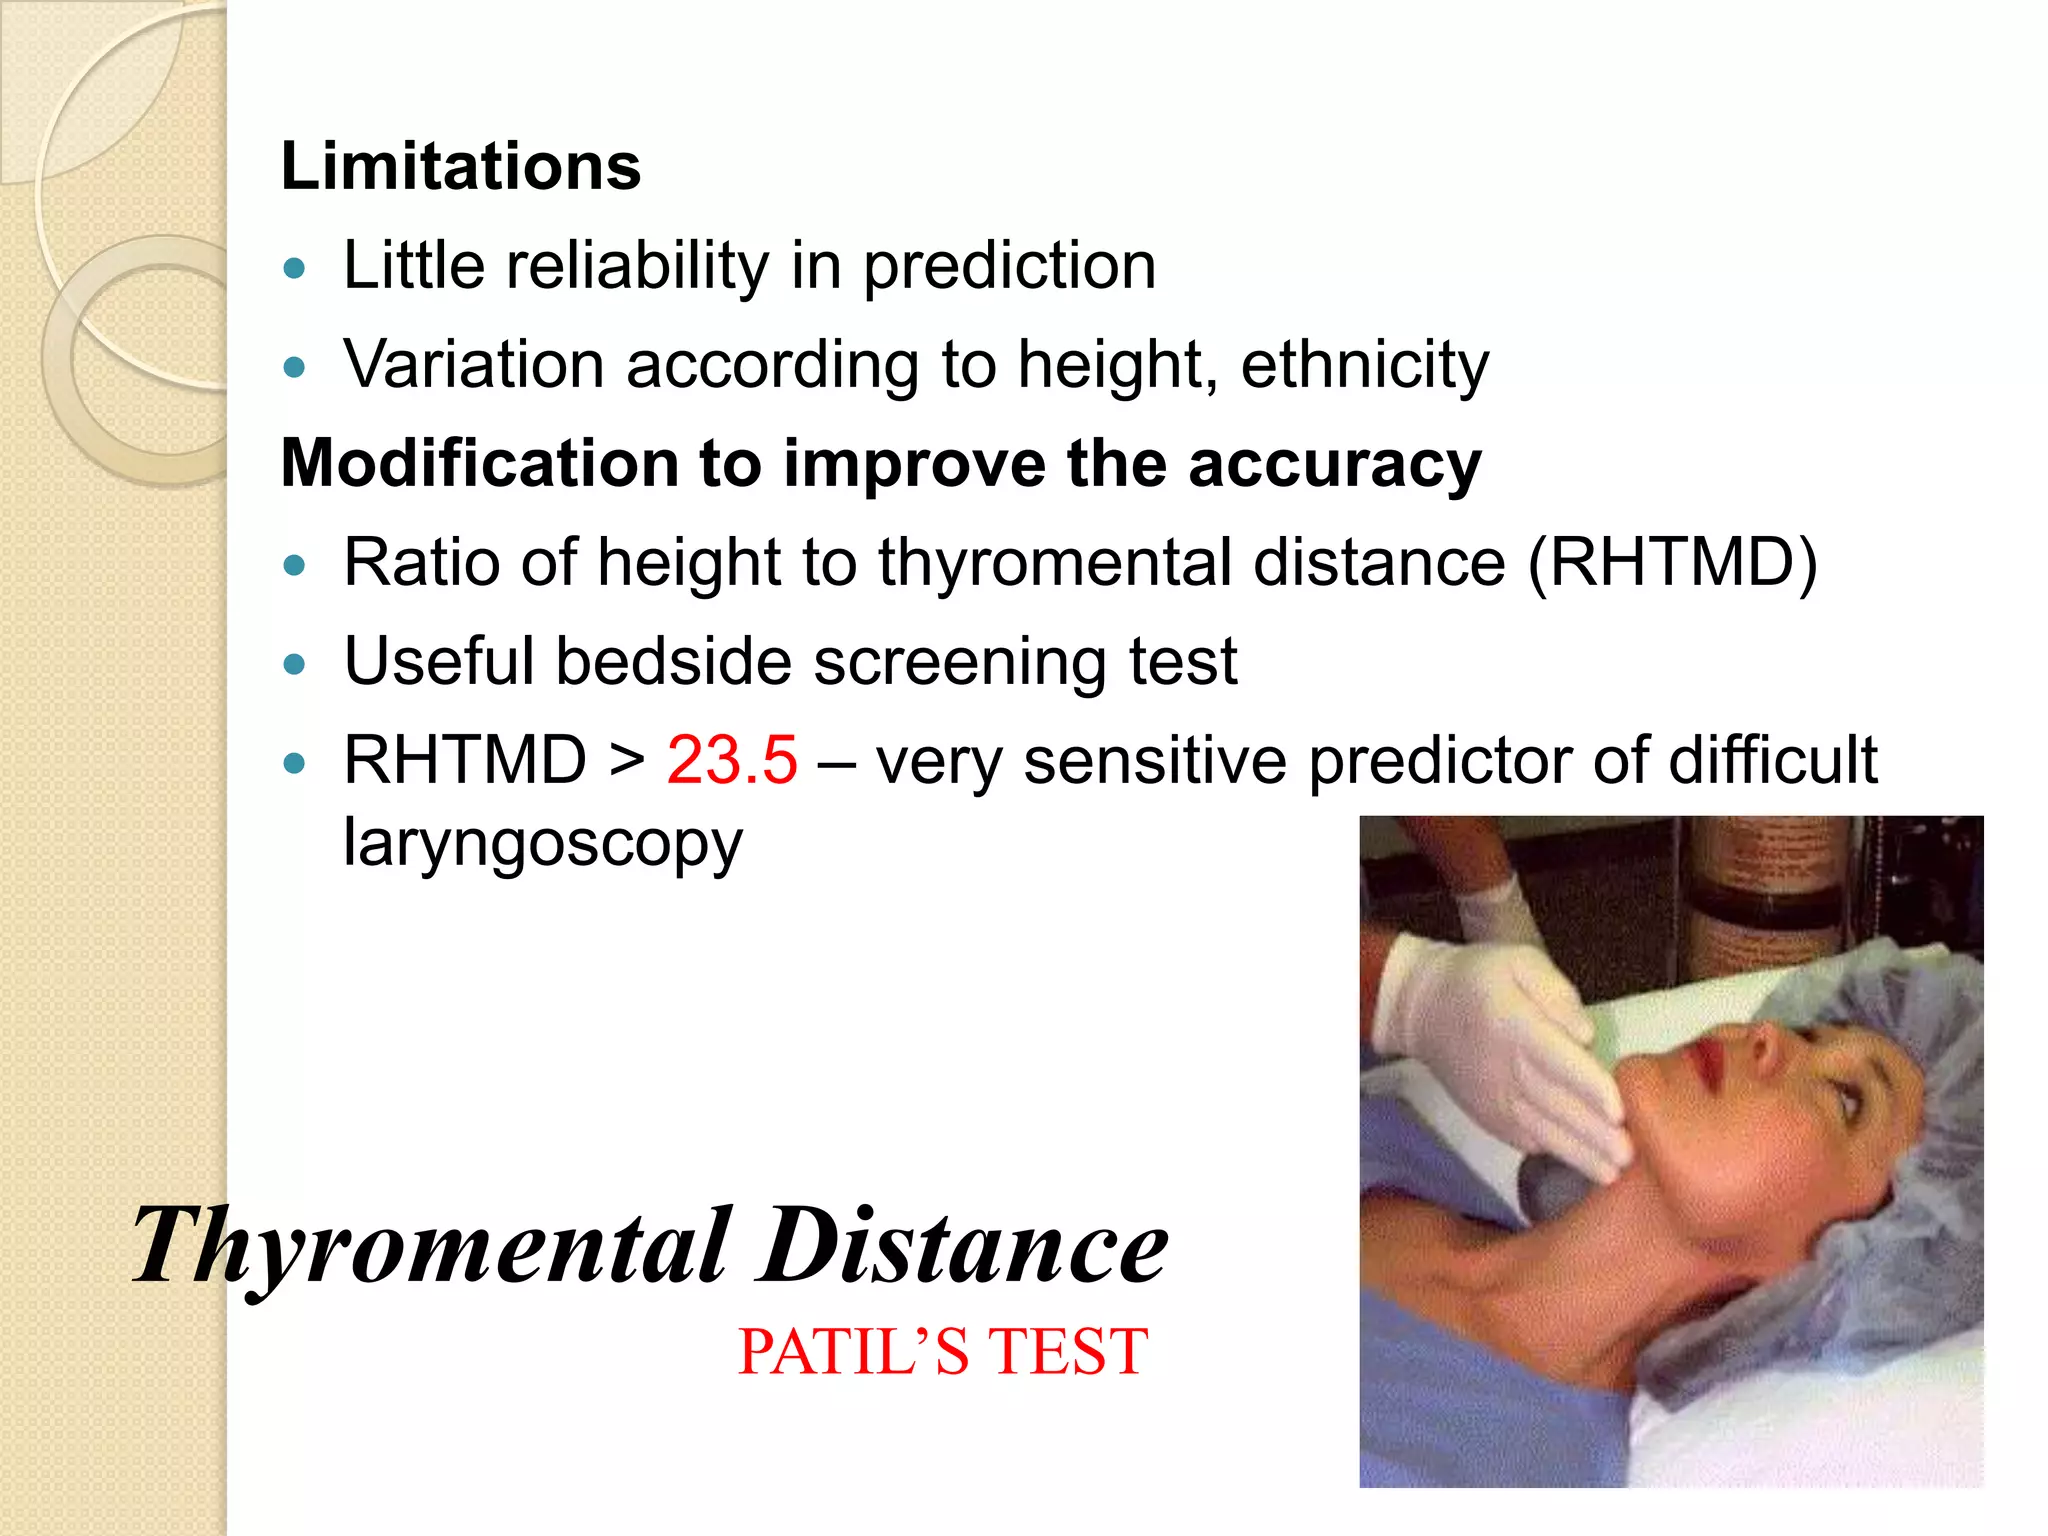 Limitations
• Little reliability in prediction
• Variation according to height, ethnicity
Modification to improve the accuracy
• Ratio of height to thyromental distance (RHTMD)
• Useful bedside screening test
• RHTMD > 23.5 – very sensitive predictor of difficult
laryngoscopy
Thyromental Distance
PATIL’S TEST